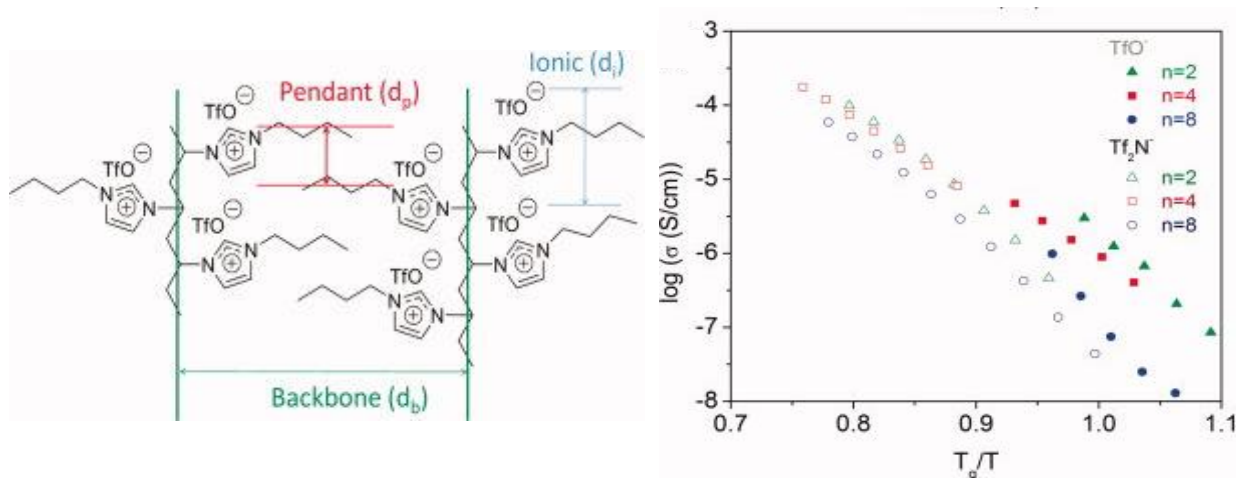 Ionic (dᵢ)
Pendant (dₚ)
TfO⊖
TfO⊖
N N ⊕
N N ⊕
TfO⊖
TfO⊖
N N ⊕
N N ⊕
TfO⊖
TfO⊖
N N ⊕
N N ⊕
TfO⊖
N N ⊕
Backbone (d_b)
log (σ (S/cm))
3
-4
-5
-6
-7
-8
0.7 0.8 0.9 1.0 1.1
T_g/T
TfO⁻
n=2
n=4
n=8
Tf₂N⁻
n=2
n=4
n=8